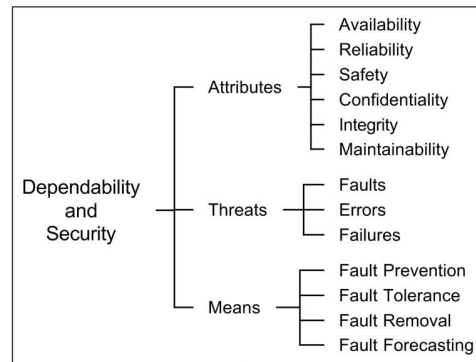 Dependability
and
Security
Attributes
Availability
Reliability
Safety
Confidentiality
Integrity
Maintainability
Threats
Faults
Errors
Failures
Means
Fault Prevention
Fault Tolerance
Fault Removal
Fault Forecasting